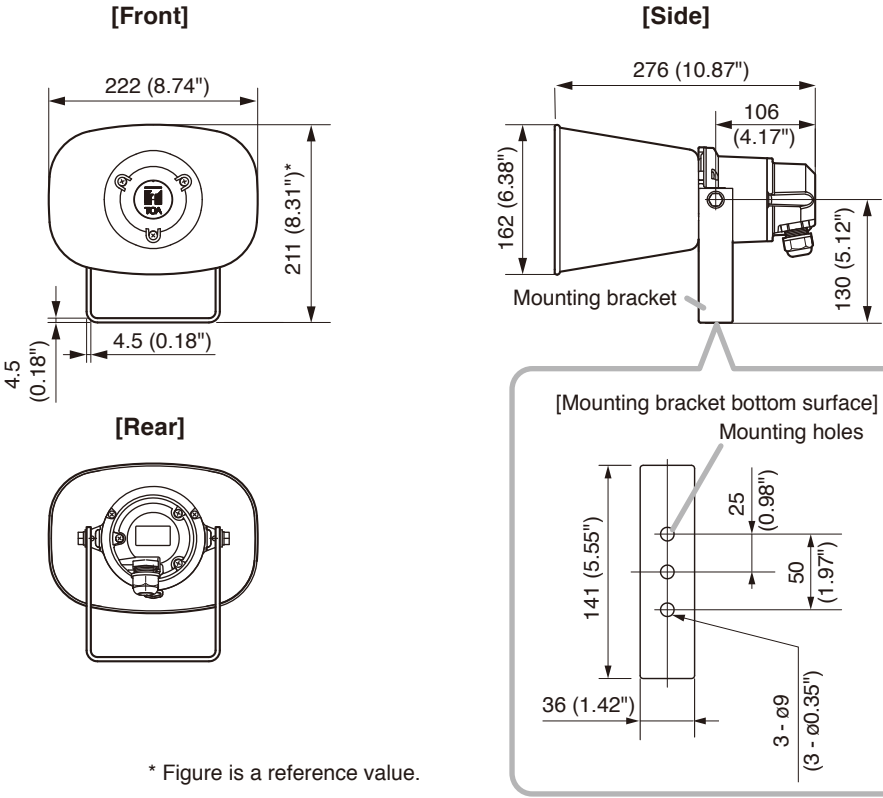 [Front]
222 (8.74")
211 (8.31")*
TOA
4.5 (0.18")
4.5
(0.18")
[Side]
276 (10.87")
106
(4.17")
162 (6.38")
130 (5.12")
Mounting bracket
[Rear]
[Mounting bracket bottom surface]
Mounting holes
25
(0.98")
50
(1.97")
141 (5.55")
36 (1.42")
3 - ø9
(3 - ø0.35")
* Figure is a reference value.